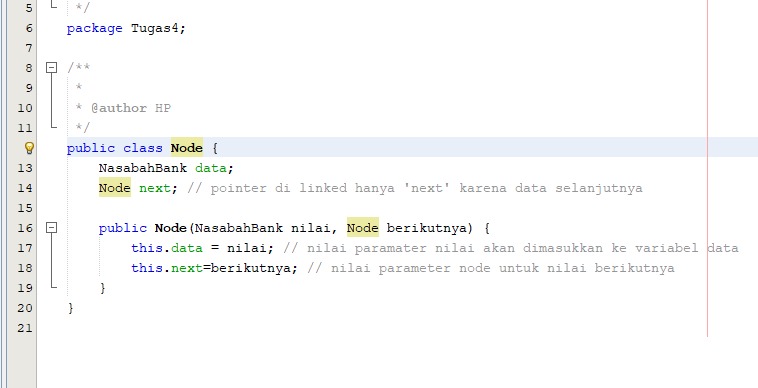 5 */
6 package Tugas4;
7
8 /**
9 *
10 * @author HP
11 */
public class Node {
13 NasabahBank data;
14 Node next; // pointer di linked hanya 'next' karena data selanjutnya
15
16 public Node(NasabahBank nilai, Node berikutnya) {
17 this.data = nilai; // nilai paramater nilai akan dimasukkan ke variabel data
18 this.next=berikutnya; // nilai parameter node untuk nilai berikutnya
19 }
20 }
21